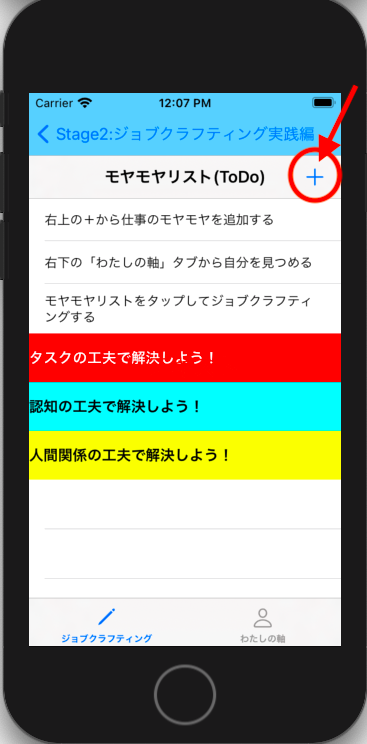 Carrier 12:07 PM
Stage2:ジョブクラフティング実践編
モヤモヤリスト(ToDo) +
右上の+から仕事のモヤモヤを追加する
右下の「わたしの軸」タブから自分を見つめる
モヤモヤリストをタップしてジョブクラフティ
ングする
タスクの工夫で解決しよう!
認知の工夫で解決しよう!
人間関係の工夫で解決しよう!
ジョブクラフティング わたしの軸